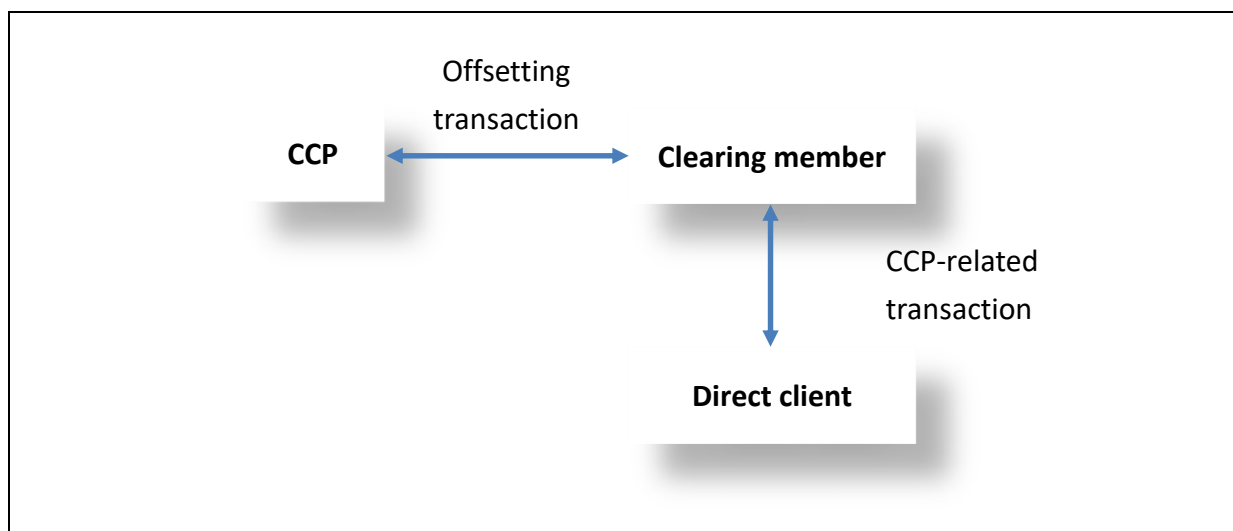 Offsetting
transaction
CCP
Clearing member
CCP-related
transaction
Direct client